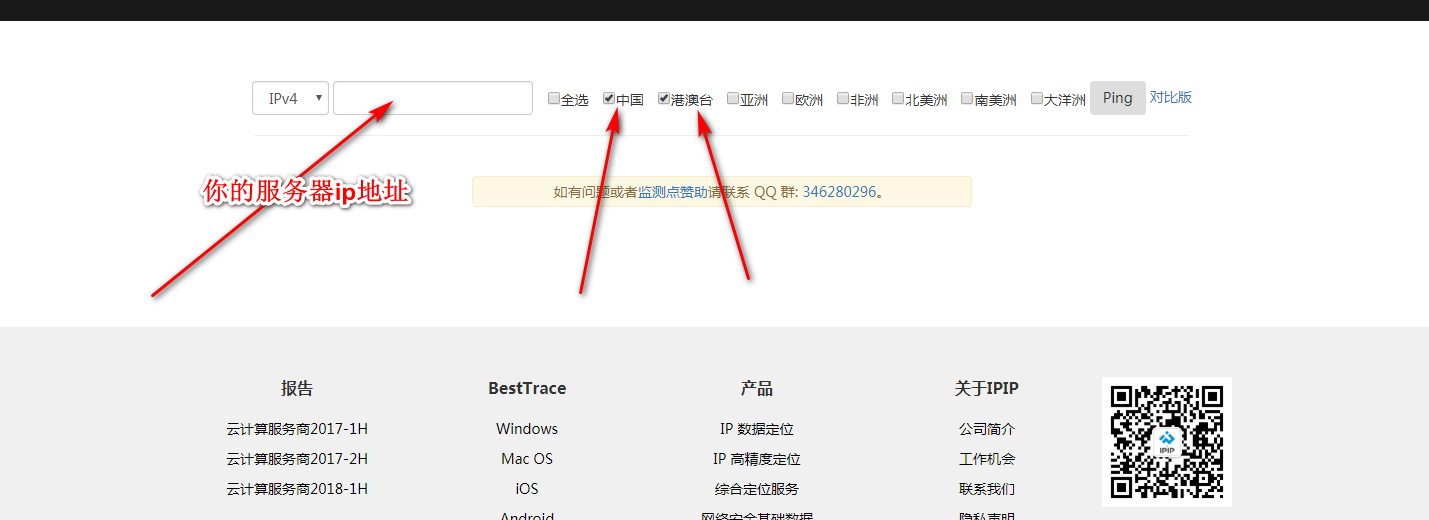 IPv4 全选 中国 港澳台 亚洲 欧洲 非洲 北美洲 南美洲 大洋洲 Ping 对比版
你的服务器ip地址
如有问题或者监测点赞助请联系 QQ 群: 346280296。
报告 BestTrace 产品 关于IPIP
云计算服务商2017-1H Windows IP 数据定位 公司简介
云计算服务商2017-2H Mac OS IP 高精度定位 工作机会
云计算服务商2018-1H iOS 综合定位服务 联系我们
Android 网络安全基础数据 隐私声明
IPIP